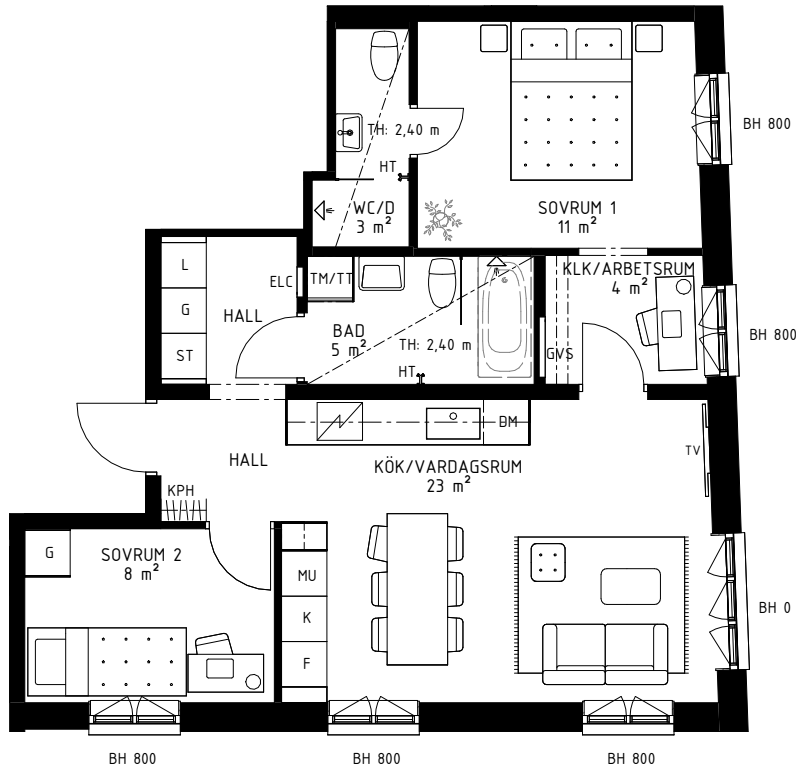 BH 800
TH: 2,40 m
HT
WC/D
3 m²
SOVRUM 1
11 m²
L
G
ST
HALL
ELC
TM/TT
BAD
5 m²
TH: 2,40 m
HT
KLK/ARBETSRUM
4 m²
GVS
BH 800
DM
HALL
KÖK/VARDAGSRUM
23 m²
TV
KPH
G
SOVRUM 2
8 m²
MU
K
F
BH 0
BH 800
BH 800
BH 800